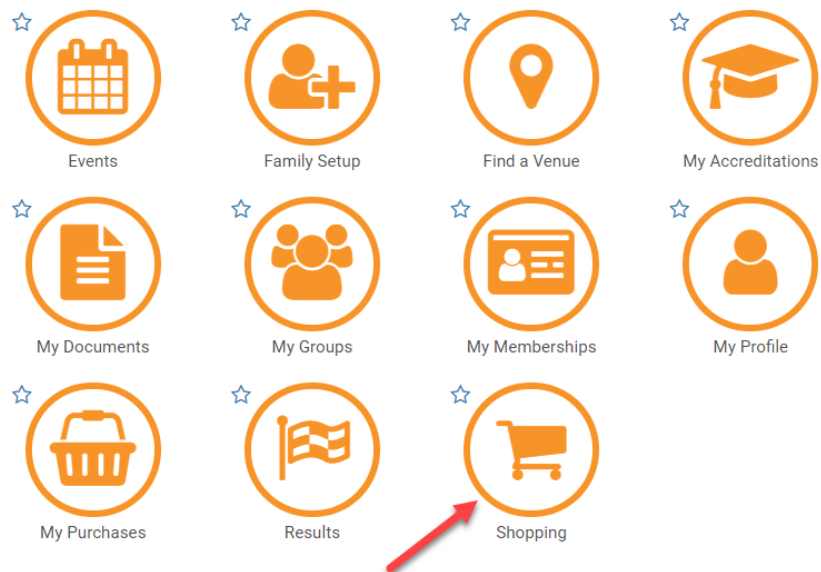 Events
Family Setup
Find a Venue
My Accreditations
My Documents
My Groups
My Memberships
My Profile
My Purchases
Results
Shopping